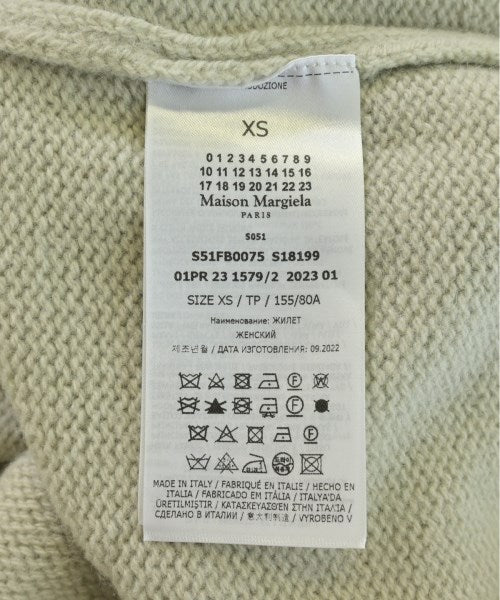 XS
0 1 2 3 4 5 6 7 8 9
10 11 12 13 14 15 16
17 18 19 20 21 22 23
Maison Margiela
PARIS
S051
S51FB0075 S18199
01PR 23 1579/2 2023 01
SIZE XS / TP / 155/80A
Наименование: ЖИЛЕТ
ЖЕНСКИЙ
제조년월 / ДАТА ИЗГОТОВЛЕНИЯ: 09.2022
MADE IN ITALY / FABRIQUÉ EN ITALIE / HECHO EN
ITALIA / FABRICADO EM ITÁLIA / ITALYA'DA
ÜRETILMIŞTIR / ΚΑΤΑΣΚΕΥΑΣΘΗ ΣΤΗΝ ΙΤΑΛΙΑ /
СДЕЛАНО В ИТАЛИИ / 意大利制造 / VYROBENO V